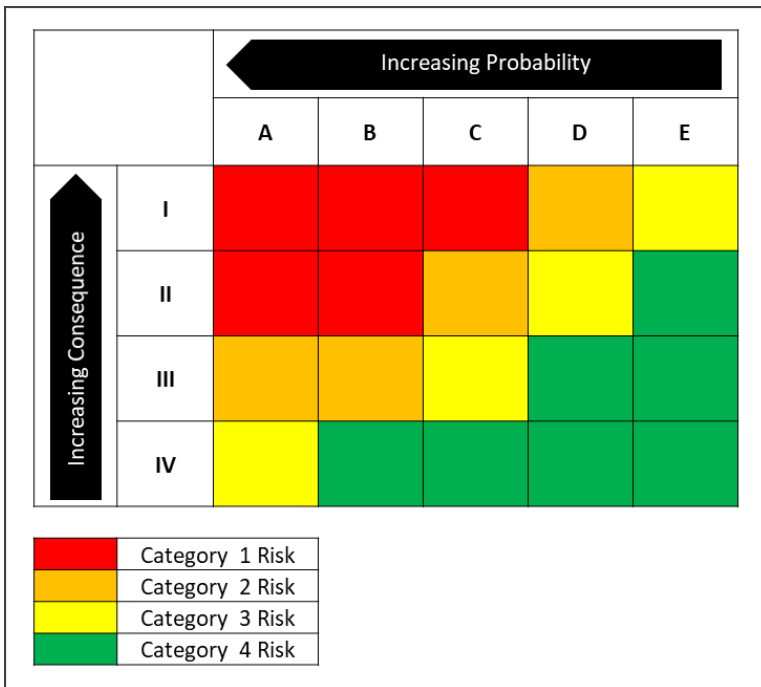 Increasing Probability
A B C D E
Increasing Consequence
I
II
III
IV
Category 1 Risk
Category 2 Risk
Category 3 Risk
Category 4 Risk